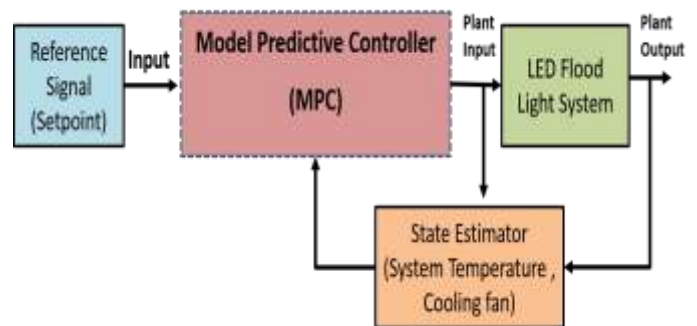 Reference
Signal
(Setpoint)
Input
Model Predictive Controller
(MPC)
Plant
Input
LED Flood
Light System
Plant
Output
State Estimator
(System Temperature ,
Cooling fan)